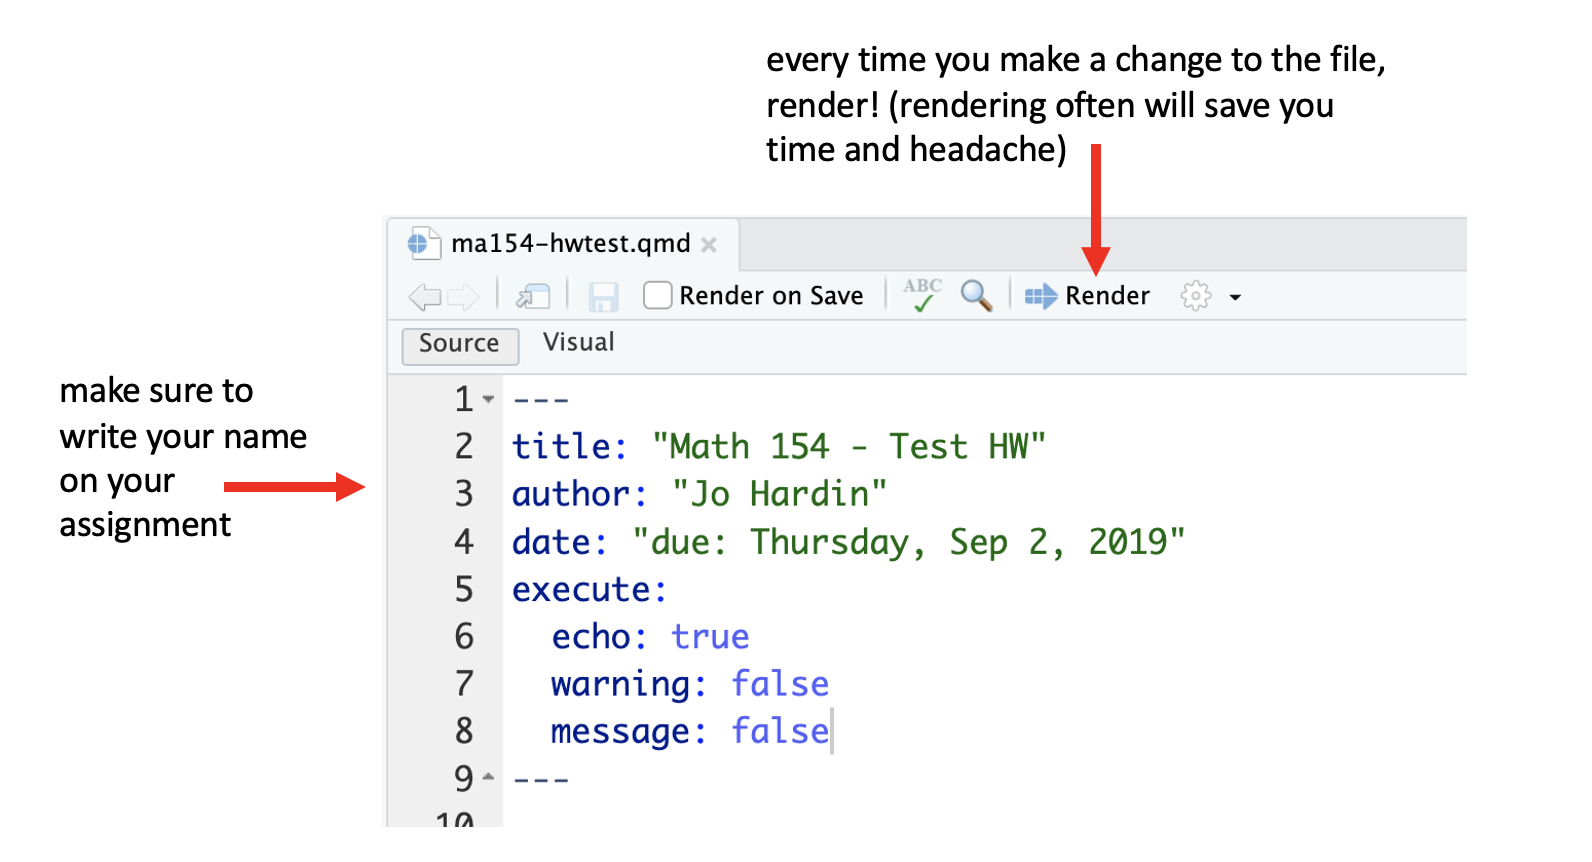 every time you make a change to the file,
render! (rendering often will save you
time and headache)
ma154-hwtest.qmd
Render on Save
ABC
Render
Source
Visual
make sure to
write your name
on your
assignment
1
---
2
title: "Math 154 - Test HW"
3
author: "Jo Hardin"
4
date: "due: Thursday, Sep 2, 2019"
5
execute:
6
echo: true
7
warning: false
8
message: false
9
---
10